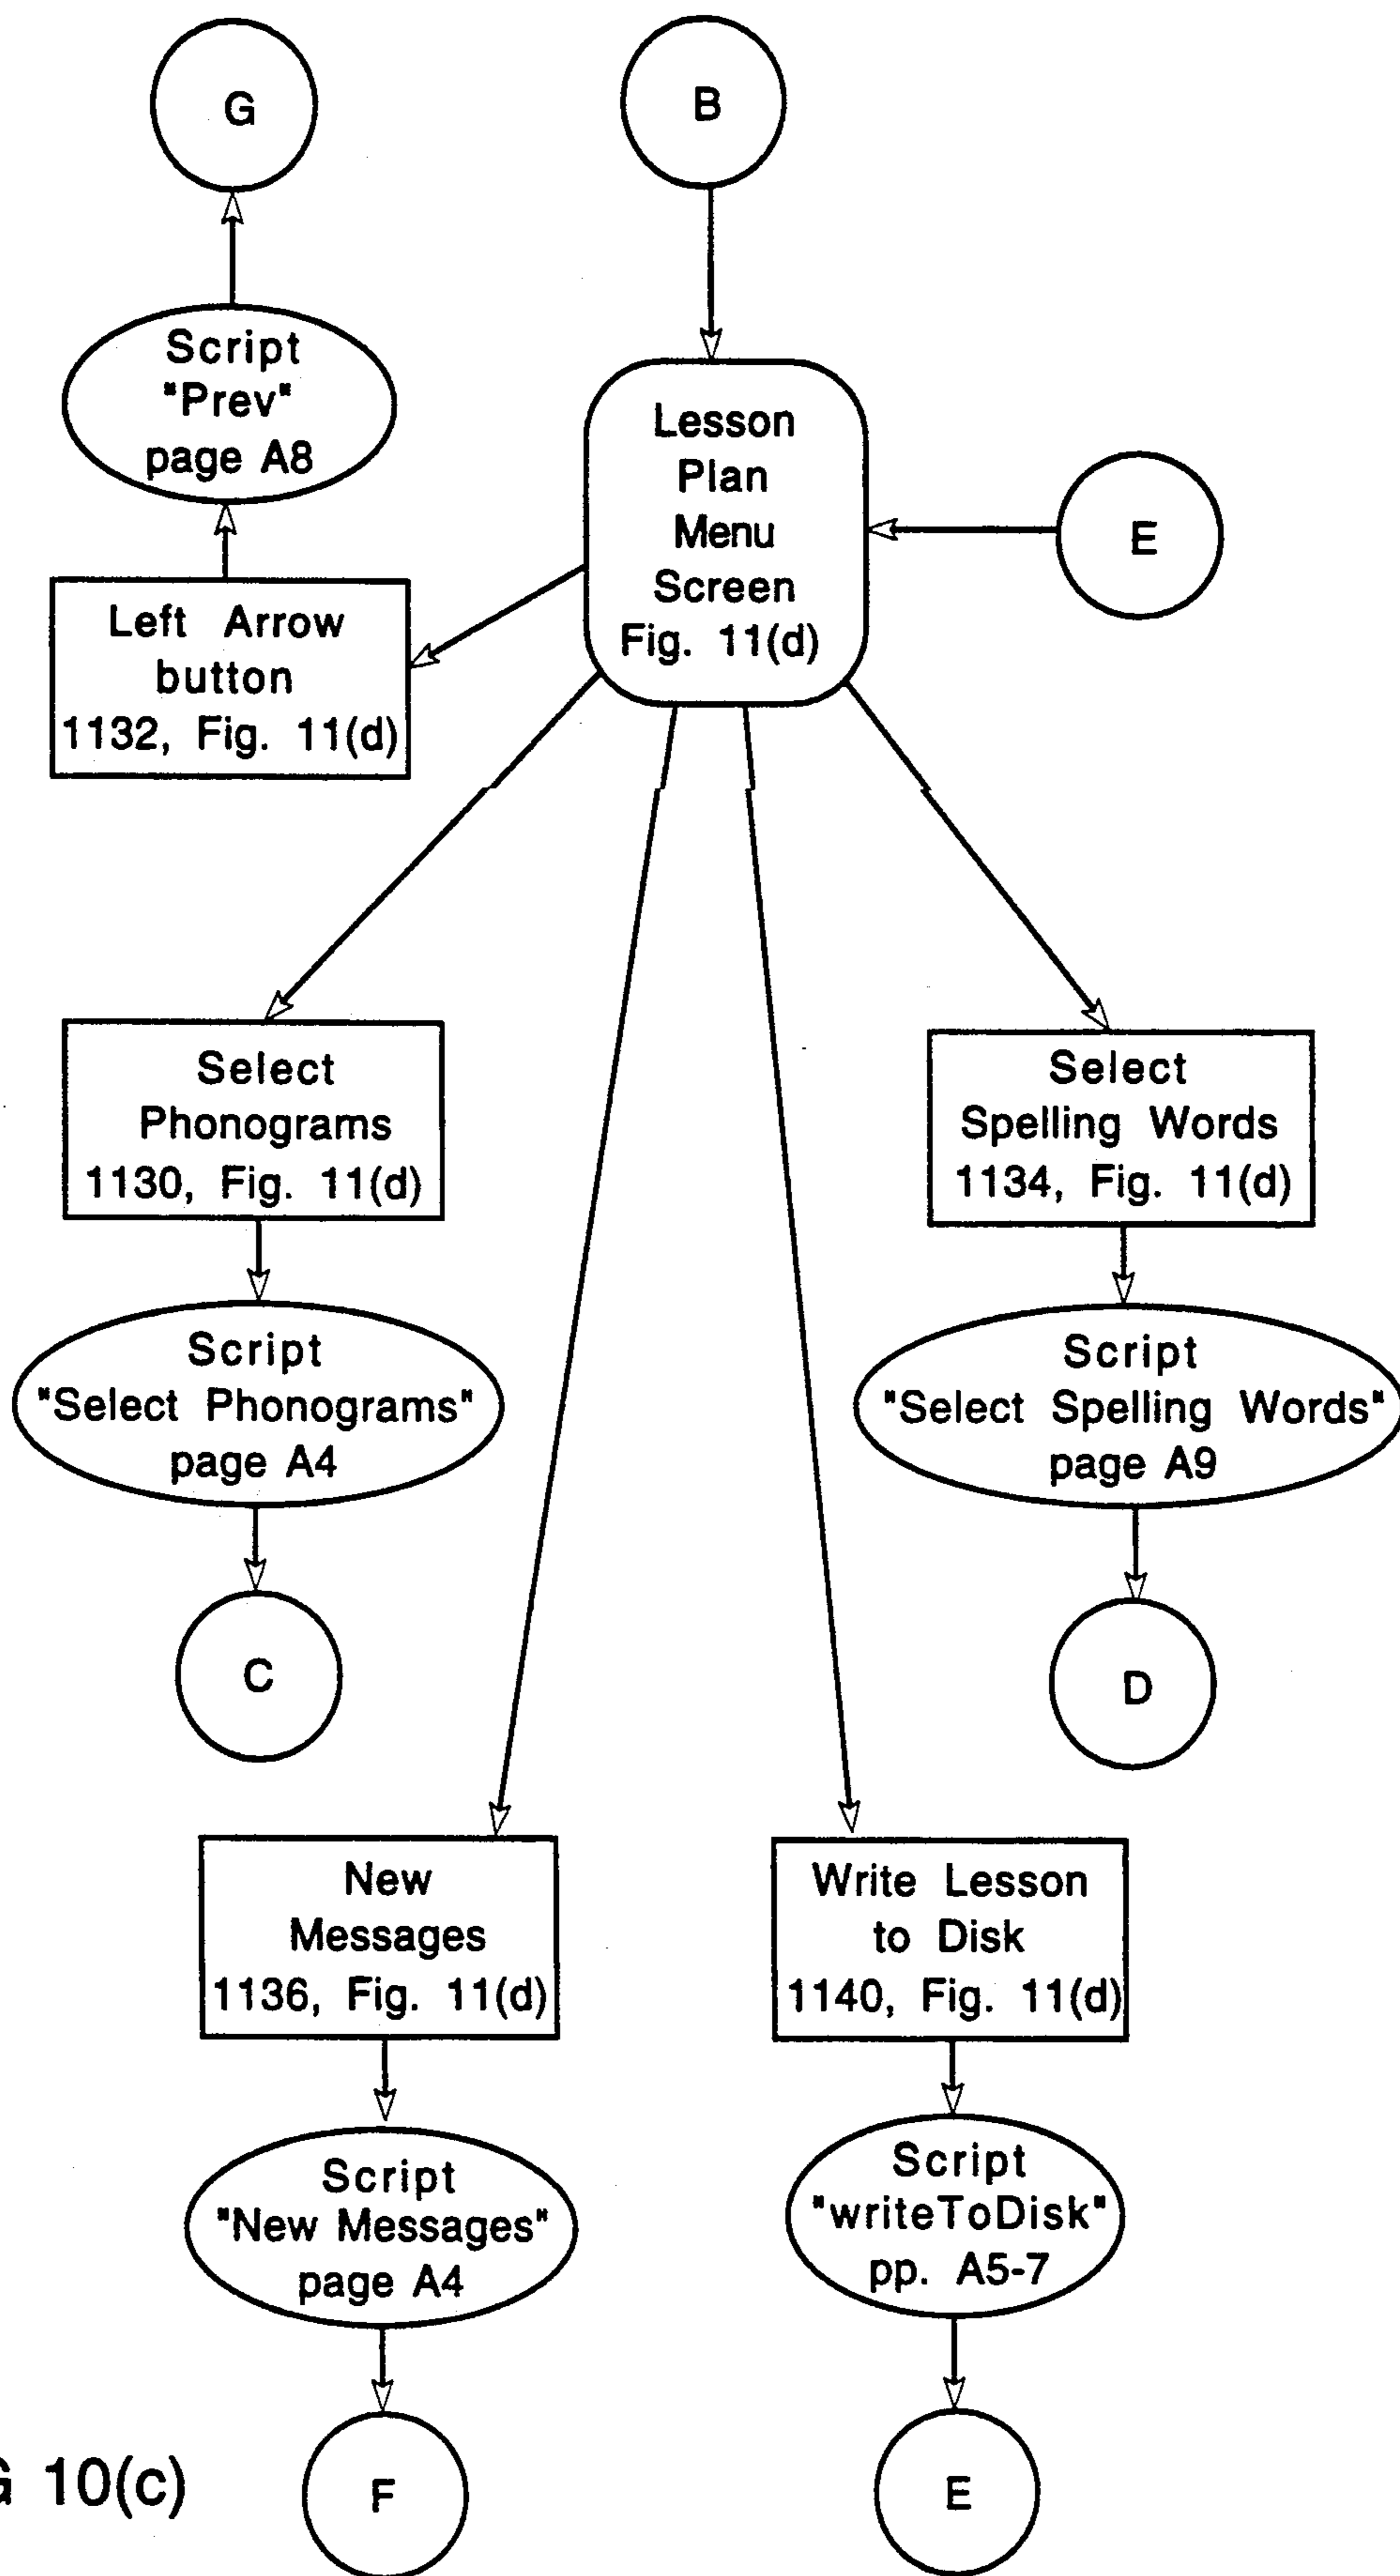 G
B
Script
"Prev"
page A8
Lesson
Plan
Menu
Screen
Fig. 11(d)
E
Left Arrow
button
1132, Fig. 11(d)
Select
Phonograms
1130, Fig. 11(d)
Select
Spelling Words
1134, Fig. 11(d)
Script
"Select Phonograms"
page A4
Script
"Select Spelling Words"
page A9
C
D
New
Messages
1136, Fig. 11(d)
Write Lesson
to Disk
1140, Fig. 11(d)
Script
"New Messages"
page A4
Script
"writeToDisk"
pp. A5-7
G 10(c)
F
E